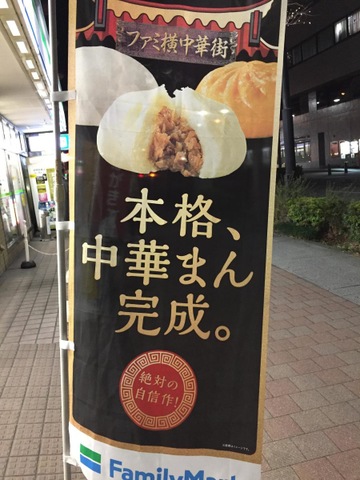 ファミ横中華街
本格、
中華まん
完成。
絶対の
自信作!
FamilyMart